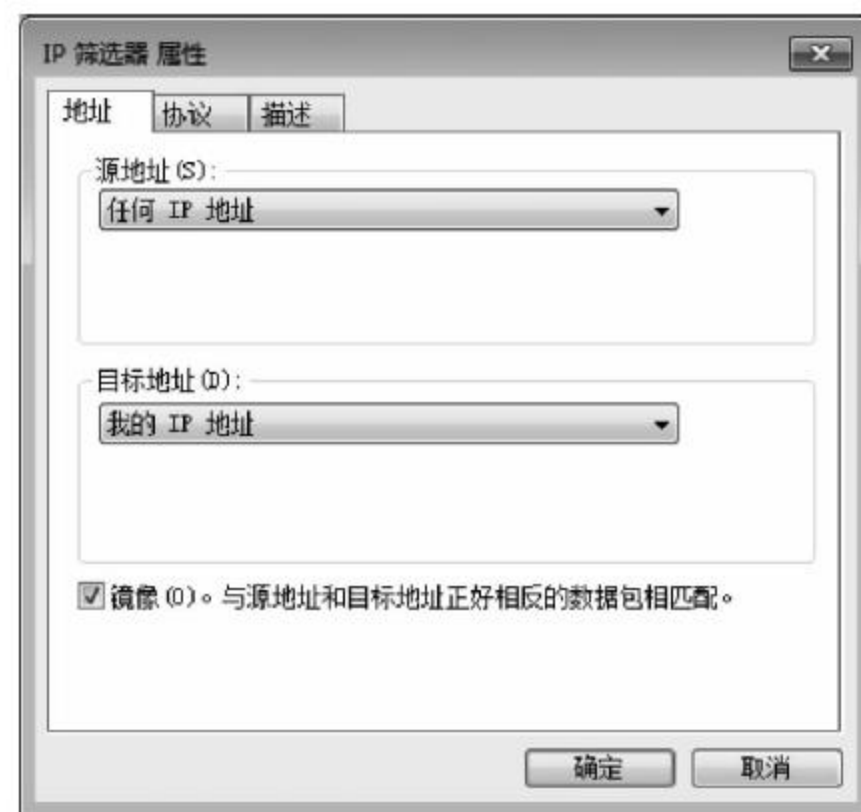 IP 筛选器 属性
地址 协议 描述
源地址(S):
任何 IP 地址
目标地址(D):
我的 IP 地址
镜像(O)。与源地址和目标地址正好相反的数据包相匹配。
确定 取消